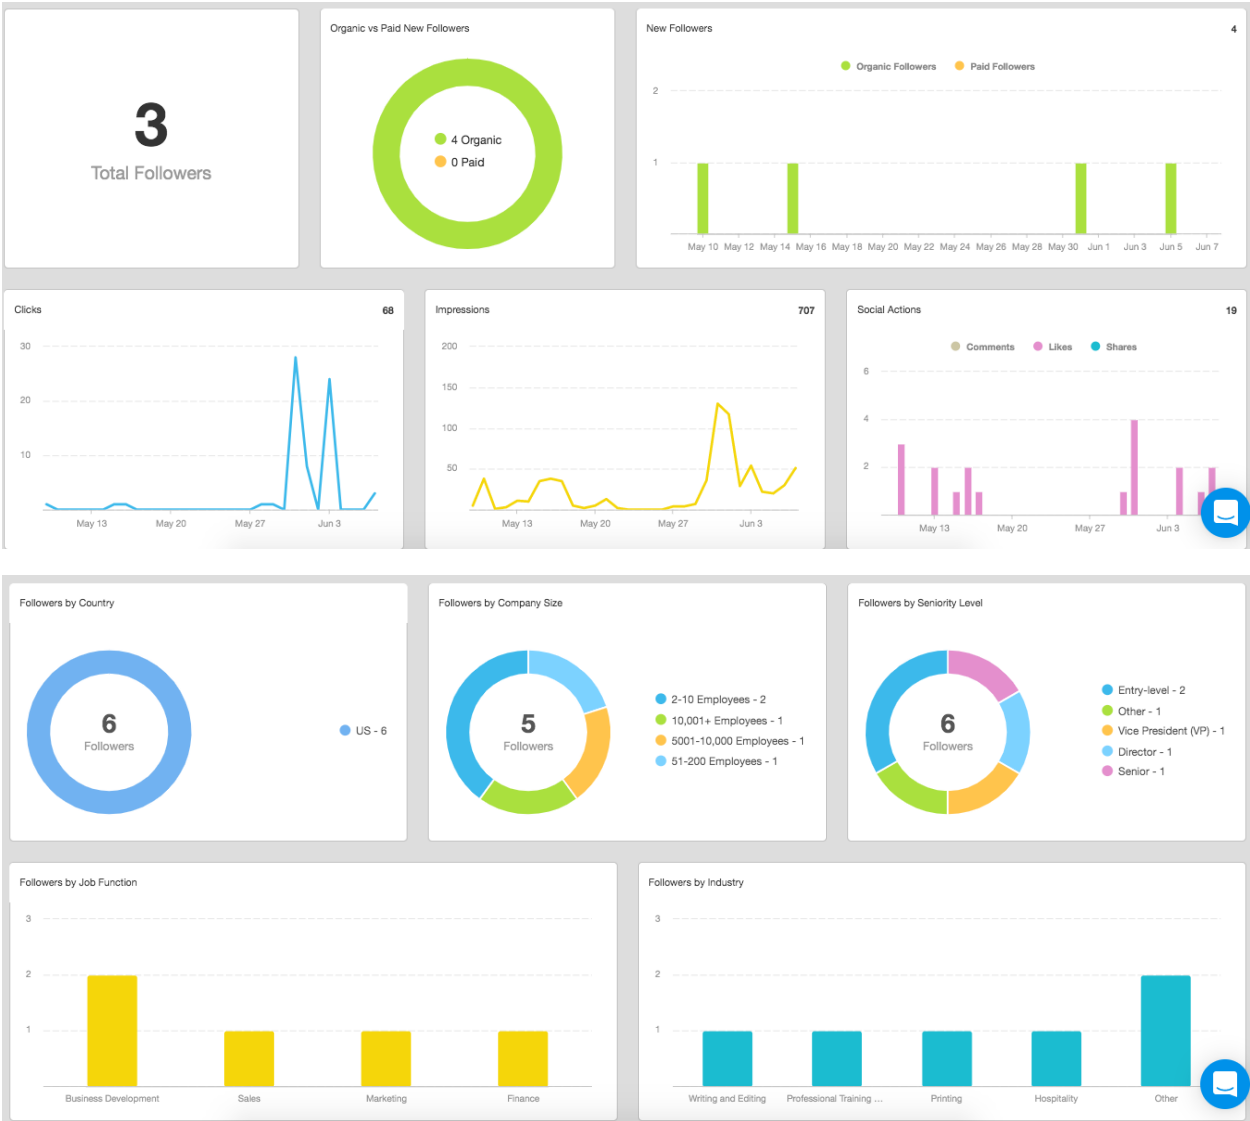 3
Total Followers
Organic vs Paid New Followers
4 Organic
0 Paid
New Followers
4
Organic Followers
Paid Followers
2
1
May 10 May 12 May 14 May 16 May 18 May 20 May 22 May 24 May 26 May 28 May 30 Jun 1 Jun 3 Jun 5 Jun 7
Clicks
68
30
20
10
May 13 May 20 May 27 Jun 3
Impressions
707
200
150
100
50
May 13 May 20 May 27 Jun 3
Social Actions
19
Comments Likes Shares
6
4
2
May 13 May 20 May 27 Jun 3
Followers by Country
6
Followers
US - 6
Followers by Company Size
5
Followers
2-10 Employees - 2
10,001+ Employees - 1
5001-10,000 Employees - 1
51-200 Employees - 1
Followers by Seniority Level
6
Followers
Entry-level - 2
Other - 1
Vice President (VP) - 1
Director - 1
Senior - 1
Followers by Job Function
3
2
1
Business Development Sales Marketing Finance
Followers by Industry
3
2
1
Writing and Editing Professional Training ... Printing Hospitality Other